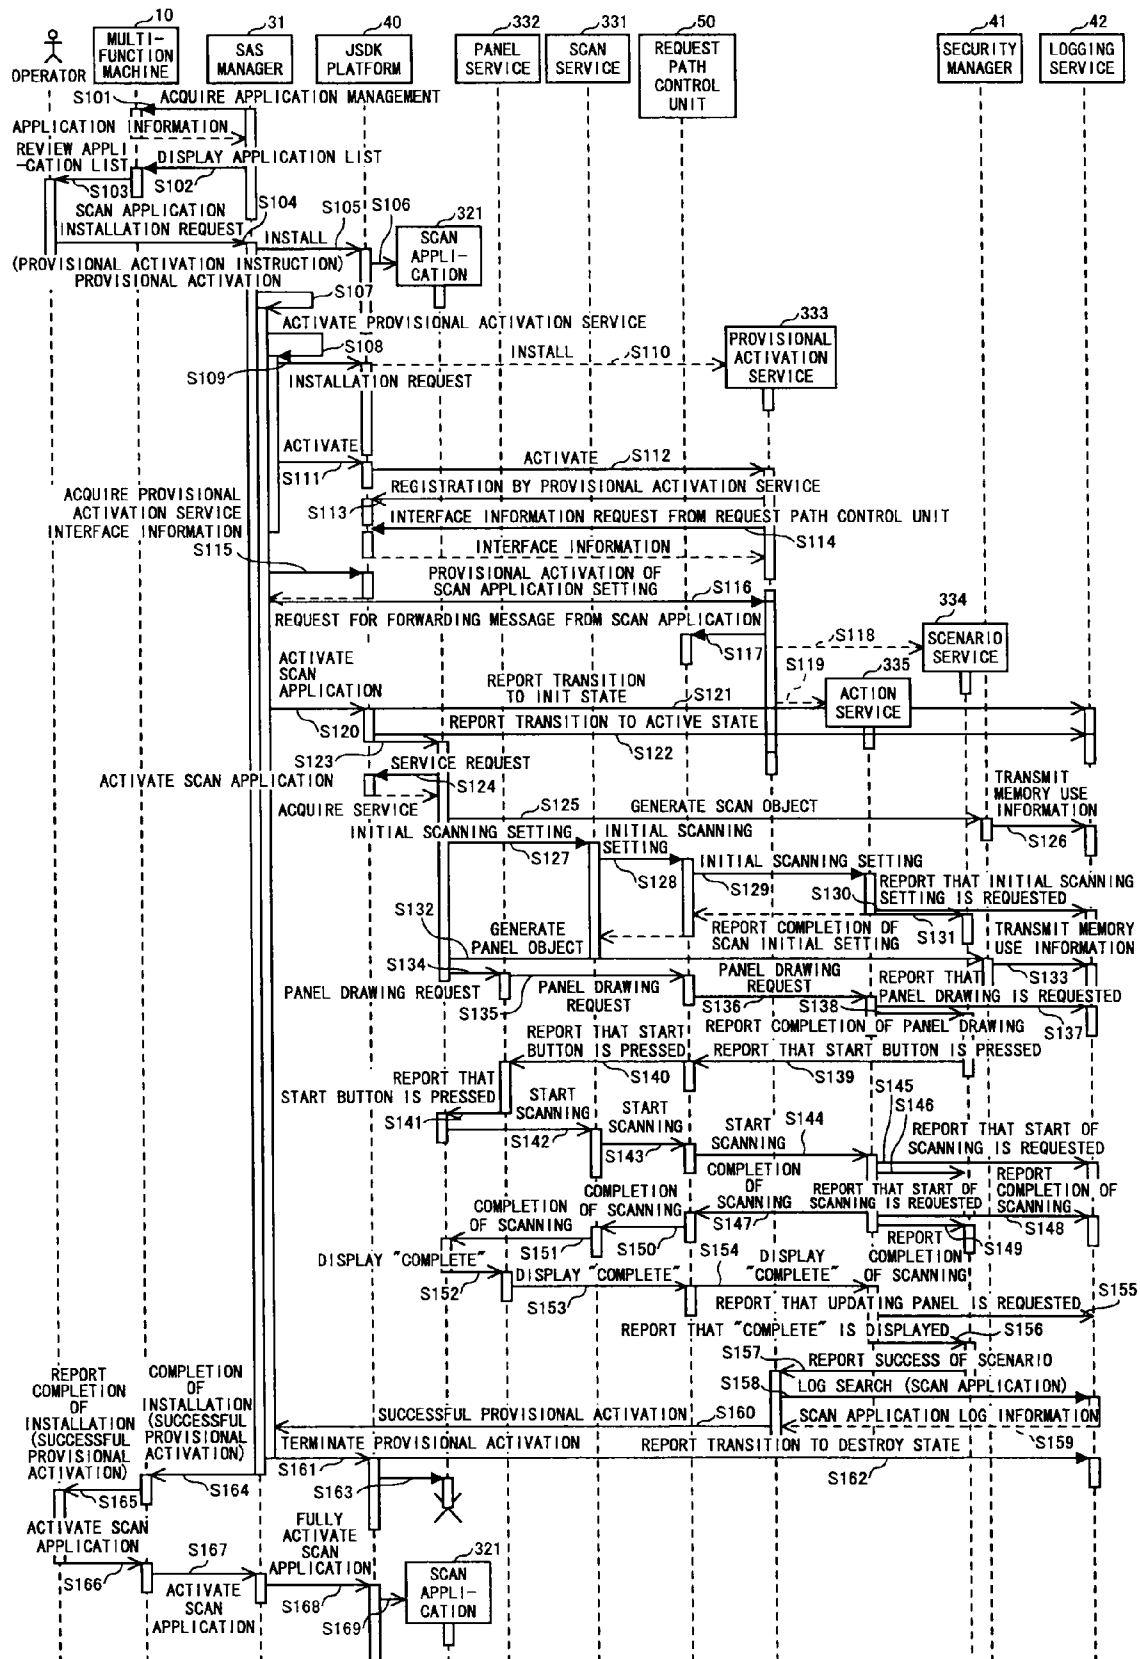 10
31
40
332
331
50
41
42
OPERATOR
MULTI-
FUNCTION
MACHINE
SAS
MANAGER
JSDK
PLATFORM
PANEL
SERVICE
SCAN
SERVICE
REQUEST
PATH
CONTROL
UNIT
SECURITY
MANAGER
LOGGING
SERVICE
S101
ACQUIRE APPLICATION MANAGEMENT
APPLICATION INFORMATION
REVIEW APPLI
-CATION LIST
DISPLAY APPLICATION LIST
S103
S102
SCAN APPLICATION
INSTALLATION REQUEST
S104
INSTALL
S105
S106
321
SCAN
APPLI-
CATION
(PROVISIONAL ACTIVATION INSTRUCTION)
PROVISIONAL ACTIVATION
S107
ACTIVATE PROVISIONAL ACTIVATION SERVICE
S108
333
PROVISIONAL
ACTIVATION
SERVICE
INSTALL
S110
S109
INSTALLATION REQUEST
ACTIVATE
S111
ACTIVATE
S112
REGISTRATION BY PROVISIONAL ACTIVATION SERVICE
S113
ACQUIRE PROVISIONAL
ACTIVATION SERVICE
INTERFACE INFORMATION
INTERFACE INFORMATION REQUEST FROM REQUEST PATH CONTROL UNIT
S114
INTERFACE INFORMATION
S115
PROVISIONAL ACTIVATION OF
SCAN APPLICATION SETTING
S116
REQUEST FOR FORWARDING MESSAGE FROM SCAN APPLICATION
S117
S118
334
SCENARIO
SERVICE
S119
335
ACTION
SERVICE
ACTIVATE
SCAN
APPLICATION
S120
REPORT TRANSITION
TO INIT STATE
S121
REPORT TRANSITION TO ACTIVE STATE
S122
S123
SERVICE REQUEST
S124
ACTIVATE SCAN APPLICATION
ACQUIRE SERVICE
S125
GENERATE SCAN OBJECT
TRANSMIT
MEMORY USE
INFORMATION
S126
INITIAL SCANNING SETTING
S127
INITIAL SCANNING
SETTING
S128
INITIAL SCANNING SETTING
S129
S130
REPORT THAT INITIAL SCANNING
SETTING IS REQUESTED
S131
REPORT COMPLETION OF
SCAN INITIAL SETTING
S132
GENERATE
PANEL OBJECT
TRANSMIT MEMORY
USE INFORMATION
S133
S134
PANEL DRAWING REQUEST
S135
PANEL DRAWING
REQUEST
PANEL DRAWING
REQUEST
S136
S138
REPORT THAT
PANEL DRAWING IS REQUESTED
S137
REPORT COMPLETION OF PANEL DRAWING
REPORT THAT START
BUTTON IS PRESSED
S140
REPORT THAT START BUTTON IS PRESSED
S139
REPORT THAT
START BUTTON IS PRESSED
S141
START
SCANNING
S142
START
SCANNING
S143
START
SCANNING
S144
S145
S146
REPORT THAT START OF
SCANNING IS REQUESTED
REPORT THAT START OF
SCANNING IS REQUESTED
COMPLETION
OF
SCANNING
S147
REPORT
COMPLETION OF
SCANNING
S148
REPORT
COMPLETION
OF SCANNING
S149
COMPLETION
OF SCANNING
S150
COMPLETION
OF SCANNING
S151
DISPLAY "COMPLETE"
S152
DISPLAY "COMPLETE"
S153
S154
DISPLAY
"COMPLETE"
REPORT THAT UPDATING PANEL IS REQUESTED
S155
REPORT THAT "COMPLETE" IS DISPLAYED
S156
S157
REPORT SUCCESS OF SCENARIO
S158
LOG SEARCH (SCAN APPLICATION)
SCAN APPLICATION LOG INFORMATION
S159
SUCCESSFUL PROVISIONAL ACTIVATION
S160
TERMINATE PROVISIONAL ACTIVATION
S161
REPORT TRANSITION TO DESTROY STATE
S162
S163
REPORT
COMPLETION
OF
INSTALLATION
(SUCCESSFUL
PROVISIONAL
ACTIVATION)
COMPLETION
OF
INSTALLATION
(SUCCESSFUL
PROVISIONAL
ACTIVATION)
S164
S165
ACTIVATE SCAN
APPLICATION
S166
S167
ACTIVATE
SCAN
APPLICATION
FULLY
ACTIVATE
SCAN
APPLICATION
S168
S169
321
SCAN
APPLI-
CATION